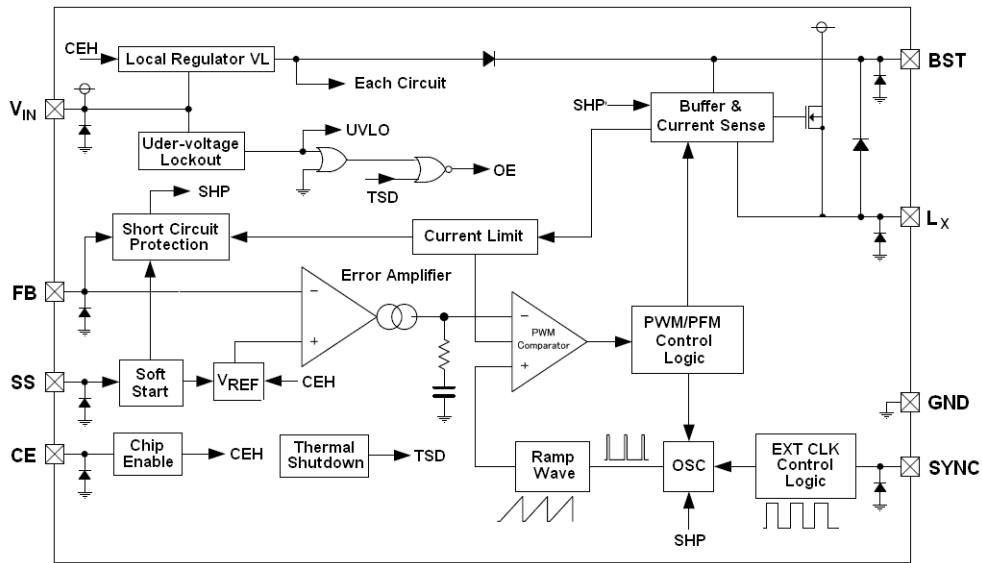 CEH
Local Regulator VL
BST
Each Circuit
VIN
SHP
Buffer &
Current Sense
UVLO
Uder-voltage
Lockout
OE
TSD
SHP
LX
Short Circuit
Protection
Current Limit
Error Amplifier
FB
PWM
Comparator
PWM/PFM
Control
Logic
SS
Soft
Start
VREF
CEH
GND
CE
Chip
Enable
CEH
Thermal
Shutdown
TSD
Ramp
Wave
OSC
EXT CLK
Control
Logic
SYNC
SHP